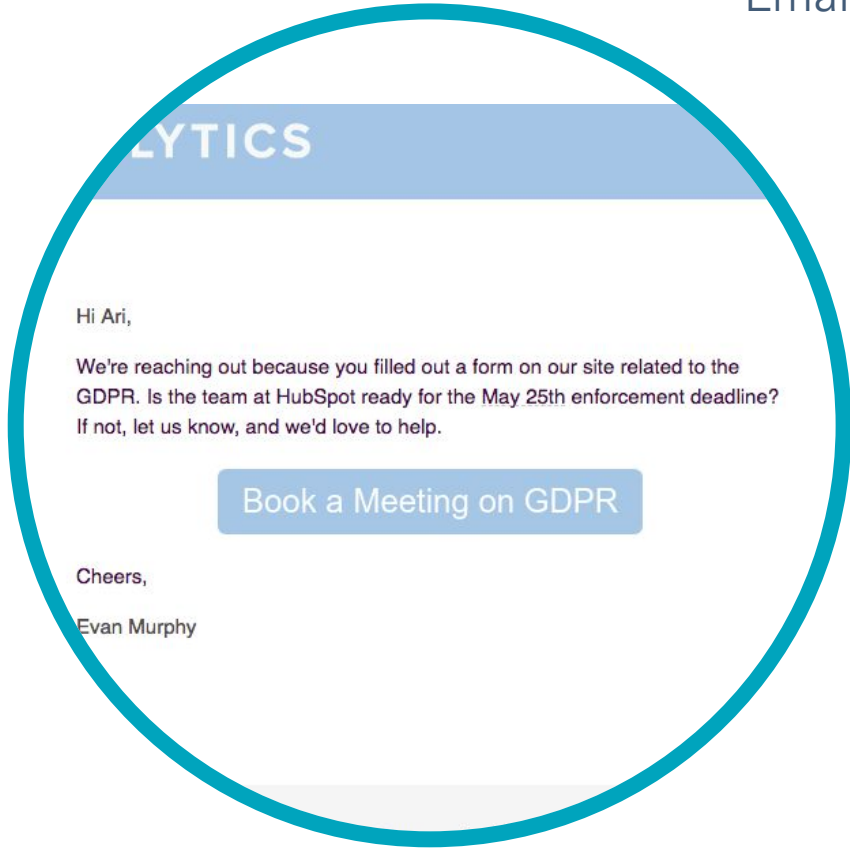 Emai
LYTICS
Hi Ari,
We're reaching out because you filled out a form on our site related to the
GDPR. Is the team at HubSpot ready for the May 25th enforcement deadline?
If not, let us know, and we'd love to help.
Book a Meeting on GDPR
Cheers,
Evan Murphy